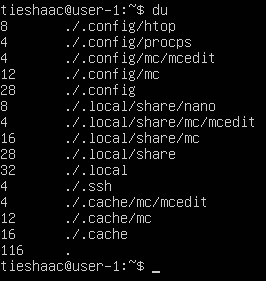 tieshaac@user-1:~$ du
8 ./.config/htop
4 ./.config/procps
4 ./.config/mc/mcedit
12 ./.config/mc
28 ./.config
8 ./.local/share/nano
4 ./.local/share/mc/mcedit
16 ./.local/share/mc
28 ./.local/share
32 ./.local
4 ./.ssh
4 ./.cache/mc/mcedit
12 ./.cache/mc
16 ./.cache
116 .
tieshaac@user-1:~$ _